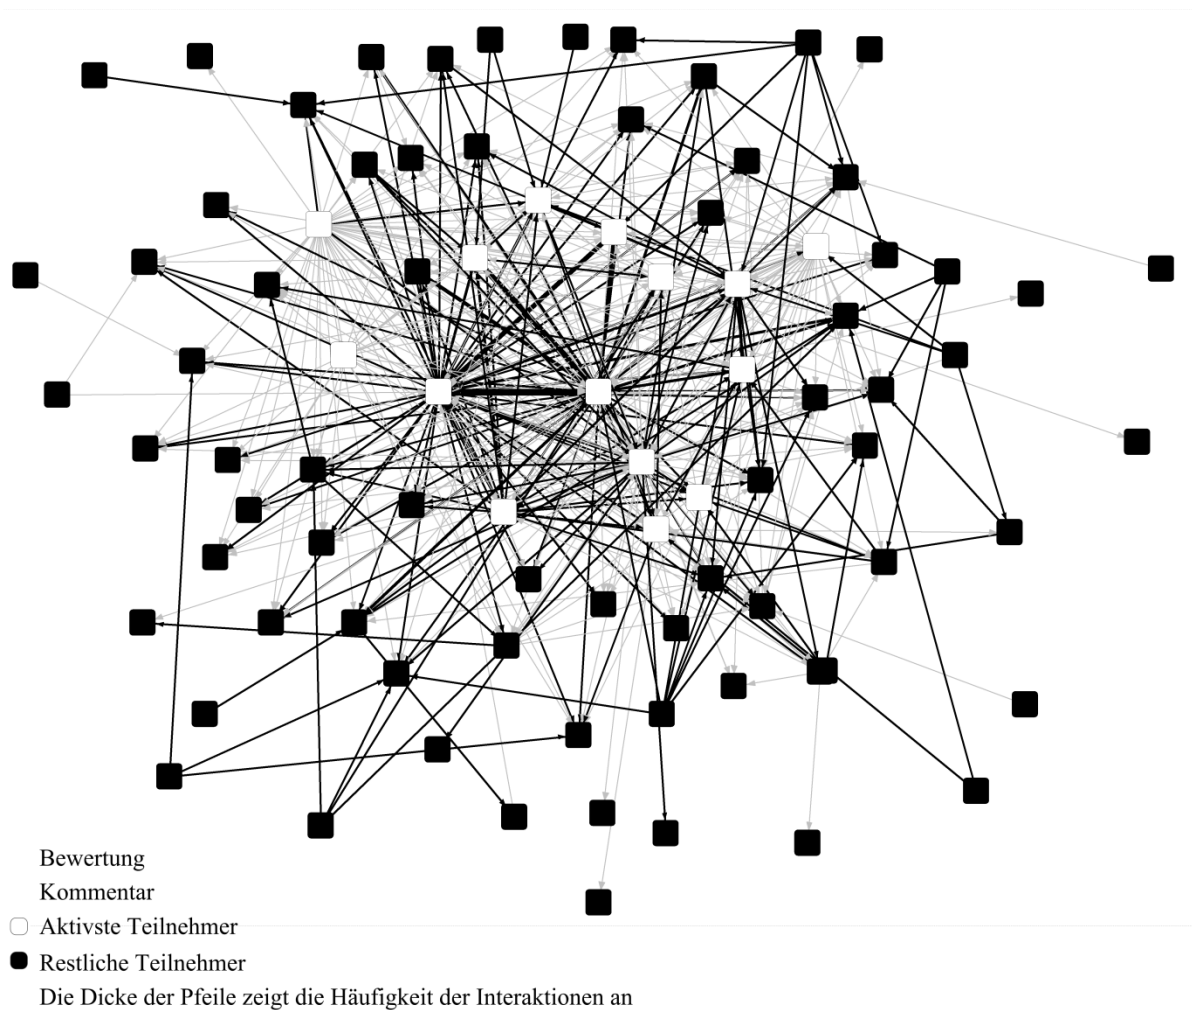 Bewertung
Kommentar
Aktivste Teilnehmer
Restliche Teilnehmer
Die Dicke der Pfeile zeigt die Häufigkeit der Interaktionen an